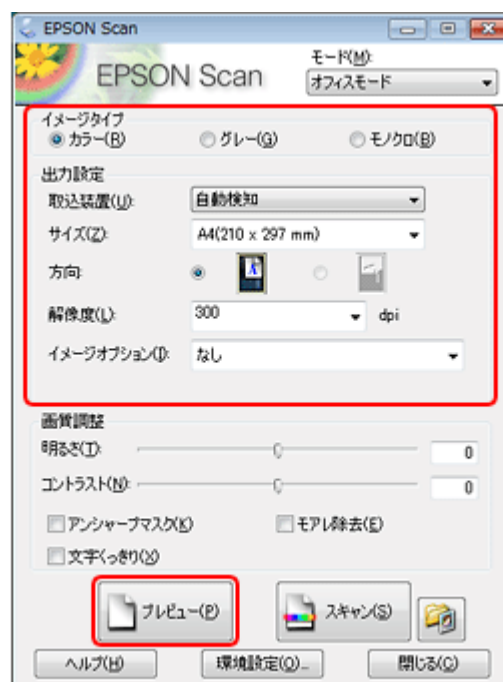 EPSON Scan
EPSON Scan
モード(M):
オフィスモード
イメージタイプ
カラー(R) グレー(G) モノクロ(B)
出力設定
取込装置(U): 自動検知
サイズ(Z): A4(210 x 297 mm)
方向:
解像度(L): 300 dpi
イメージオプション(I): なし
画質調整
明るさ(T): 0
コントラスト(N): 0
アンシャープマスク(K) モアレ除去(E)
文字くっきり(X)
プレビュー(P) スキャン(S)
ヘルプ(H) 環境設定(O)... 閉じる(C)